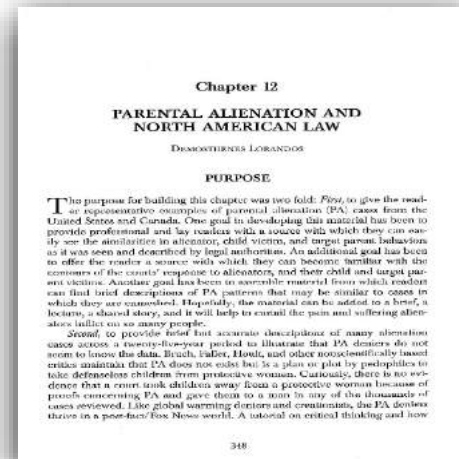 Chapter 12
PARENTAL ALIENATION AND
NORTH AMERICAN LAW
DEMOSTHENES LORANDOS
PURPOSE
The purpose for building this chapter was two fold: First, to give the read-
er representative examples of parental alienation (PA) cases from the
United States and Canada. One goal in developing this material has been to
provide professional and lay readers with a source with which they can eas-
ily see the similarities in alienator, child victim, and target parent behaviors
as it was seen and described by legal authorities. An additional goal has been
to offer the reader a source with which they can become familiar with the
contours of the courts' response to alienators, and their child and target par-
ent victims. Another goal has been to assemble material from which readers
can find brief descriptions of PA patterns that may be similar to cases in
which they are enmeshed. Hopefully, the material can be added to a brief, a
lecture, a shared story, and it will help to curtail the pain and suffering alien-
ators inflict on so many people.
Second, to provide brief but accurate descriptions of many alienation
cases across a twenty-five-year period to illustrate that PA deniers do not
seem to know the data. Bruch, Faller, Hoult, and other nonscientifically based
critics maintain that PA does not exist but is a plan or plot by pedophiles to
take defenseless children from protective women. Curiously, there is no evi-
dence that a court took children away from a protective woman because of
proofs concerning PA and gave them to a man in any of the thousands of
cases reviewed. Like global warming deniers and creationists, the PA deniers
thrive in a post-fact/Fox News world. A tutorial on critical thinking and how
348